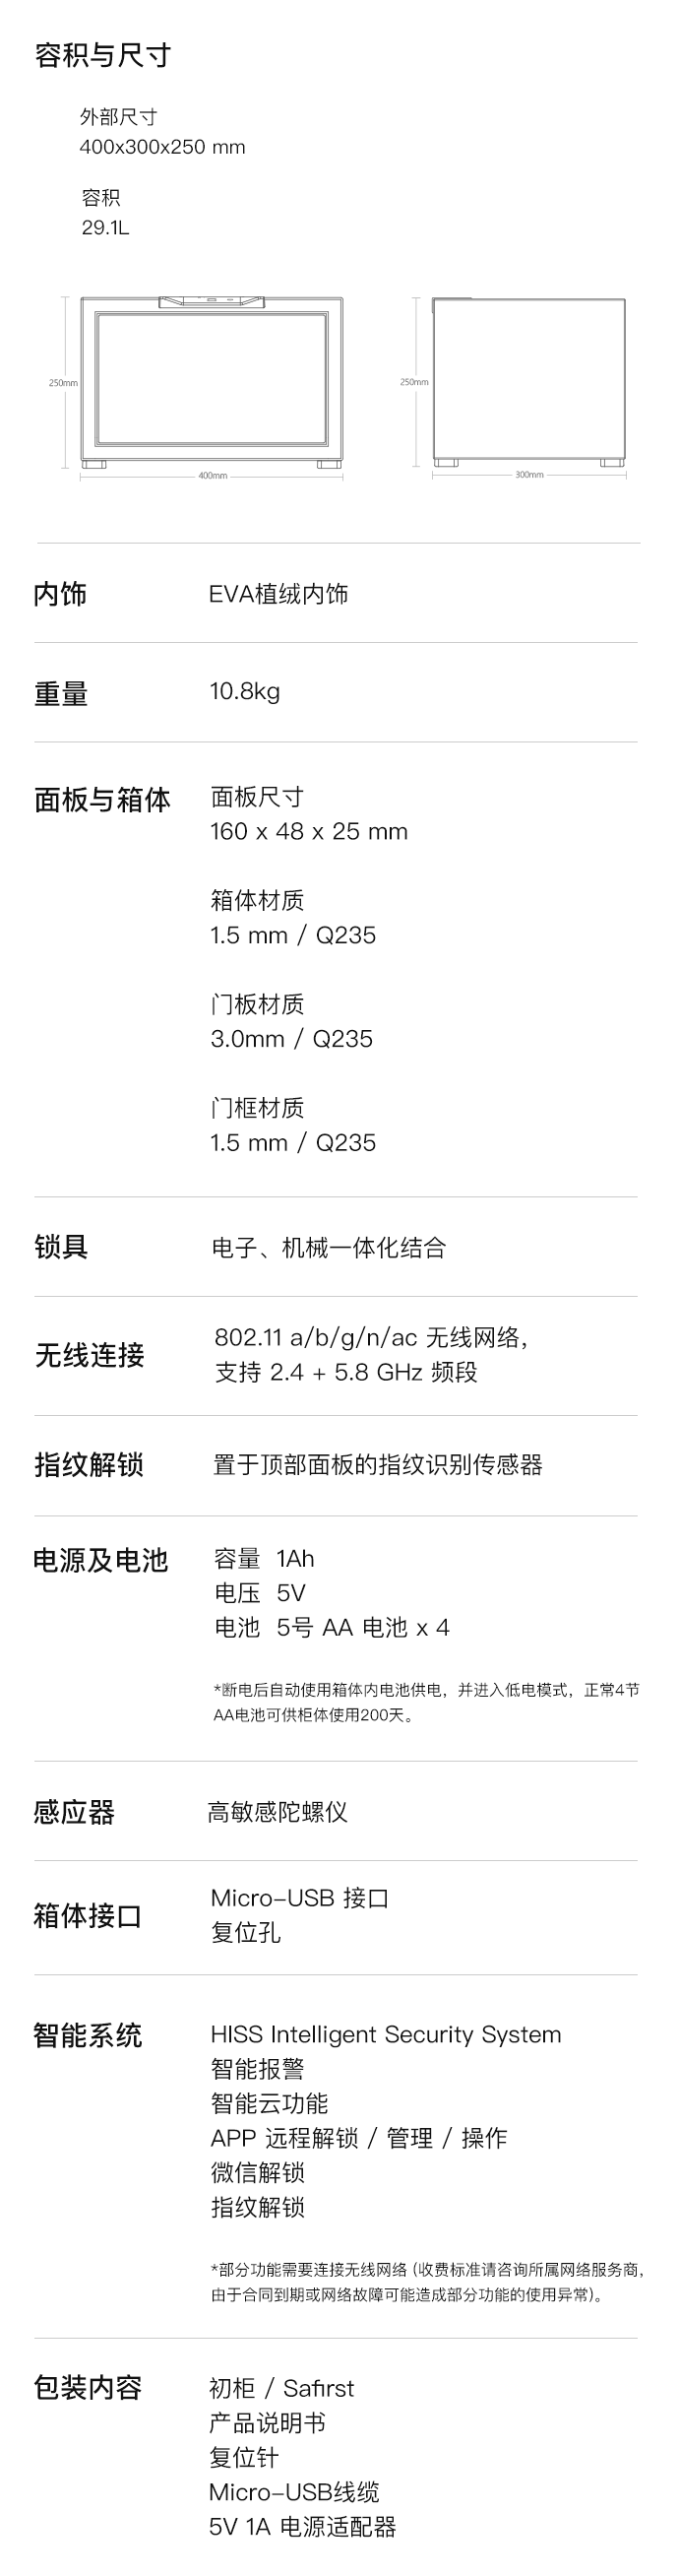 容积与尺寸
外部尺寸
400x300x250 mm
容积
29.1L
250mm
400mm
250mm
300mm
内饰
EVA植绒内饰
重量
10.8kg
面板与箱体
面板尺寸
160 x 48 x 25 mm
箱体材质
1.5 mm / Q235
门板材质
3.0mm / Q235
门框材质
1.5 mm / Q235
锁具
电子、机械一体化结合
无线连接
802.11 a/b/g/n/ac 无线网络，
支持 2.4 + 5.8 GHz 频段
指纹解锁
置于顶部面板的指纹识别传感器
电源及电池
容量 1Ah
电压 5V
电池 5号 AA 电池 x 4
*断电后自动使用箱体内电池供电，并进入低电模式，正常4节
AA电池可供柜体使用200天。
感应器
高敏感陀螺仪
箱体接口
Micro-USB 接口
复位孔
智能系统
HISS Intelligent Security System
智能报警
智能云功能
APP 远程解锁 / 管理 / 操作
微信解锁
指纹解锁
*部分功能需要连接无线网络 (收费标准请咨询所属网络服务商，
由于合同到期或网络故障可能造成部分功能的使用异常)。
包装内容
初柜 / Safirst
产品说明书
复位针
Micro-USB线缆
5V 1A 电源适配器